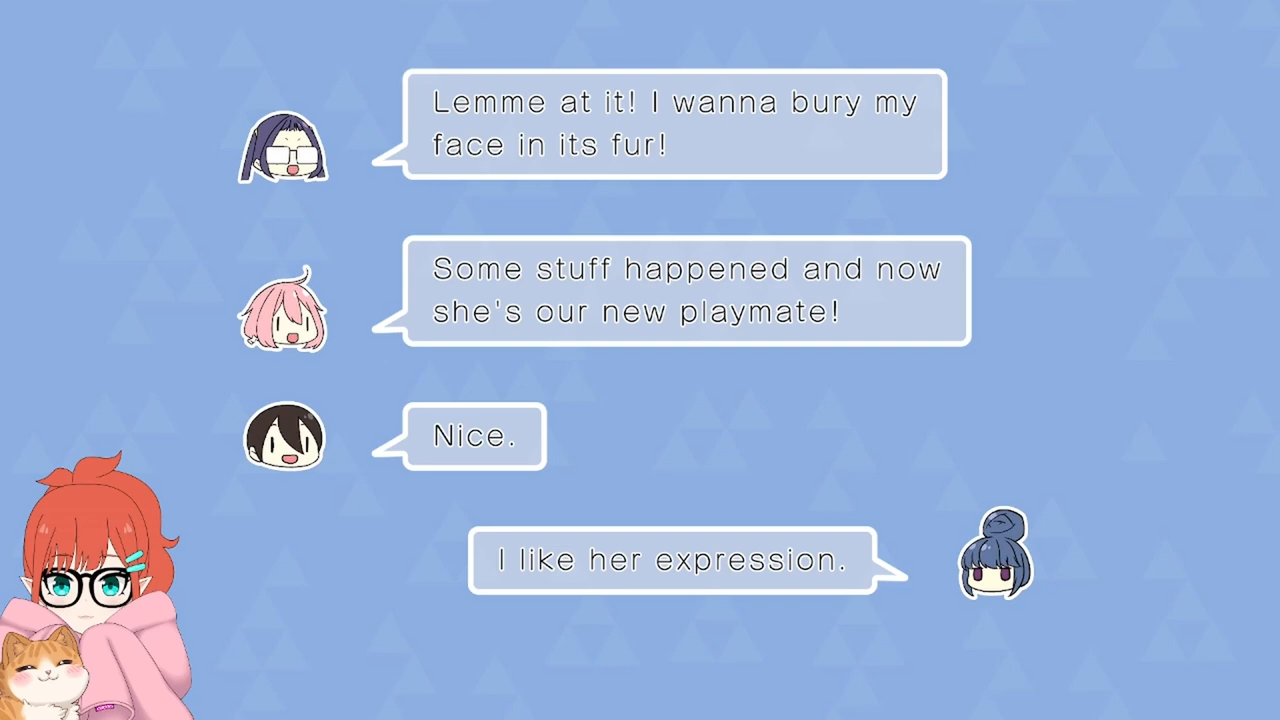 Lemme at it! I wanna bury my
face in its fur!
Some stuff happened and now
she's our new playmate!
Nice.
I like her expression.